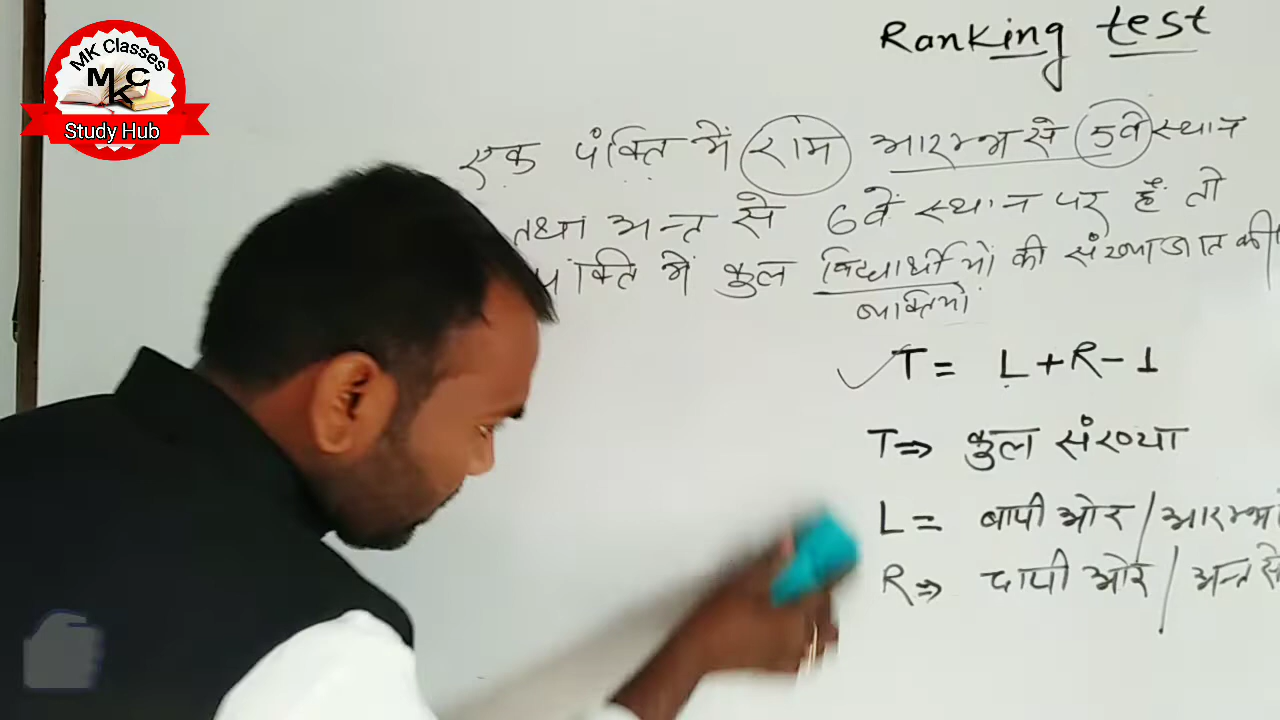 MK Classes
MKC
Study Hub
Ranking test
एक पंक्ति में राम आरम्भ से 5वें स्थान
तथा अन्त से 6वें स्थान पर हैं तो
पंक्ति में कुल विद्यार्थीयों की संख्या ज्ञात की
व्यक्तियों
T = L + R - 1
T ⇒ कुल संख्या
L = बायी ओर / आरम्भ
R ⇒ दायी ओर / अन्त से